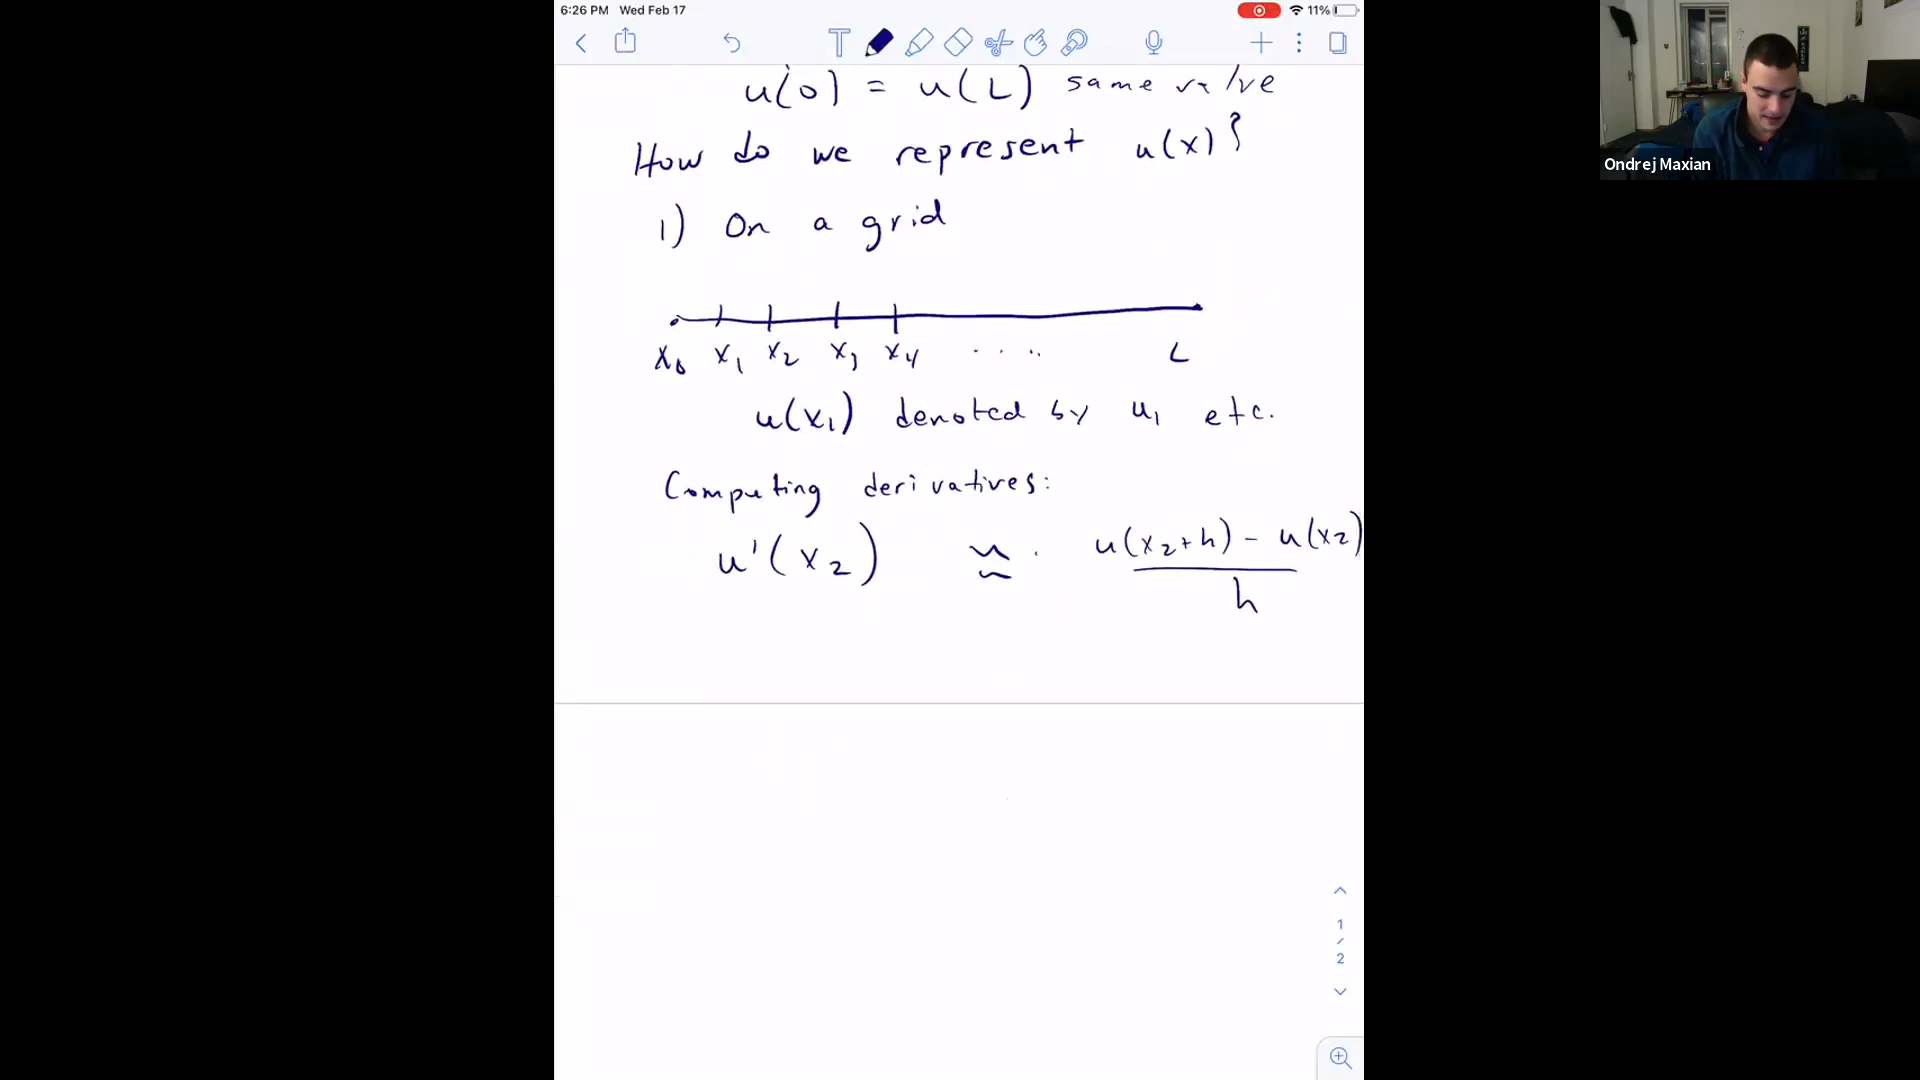 6:26 PM Wed Feb 17 11%
u(0) = u(L) same value
How do we represent u(x)?
1) On a grid
x₀ x₁ x₂ x₃ x₄ . . . . L
u(x₁) denoted by u₁ etc.
Computing derivatives:
u'(x₂) ≈ u(x₂+h) - u(x₂)
h
1
/
2
Ondrej Maxian